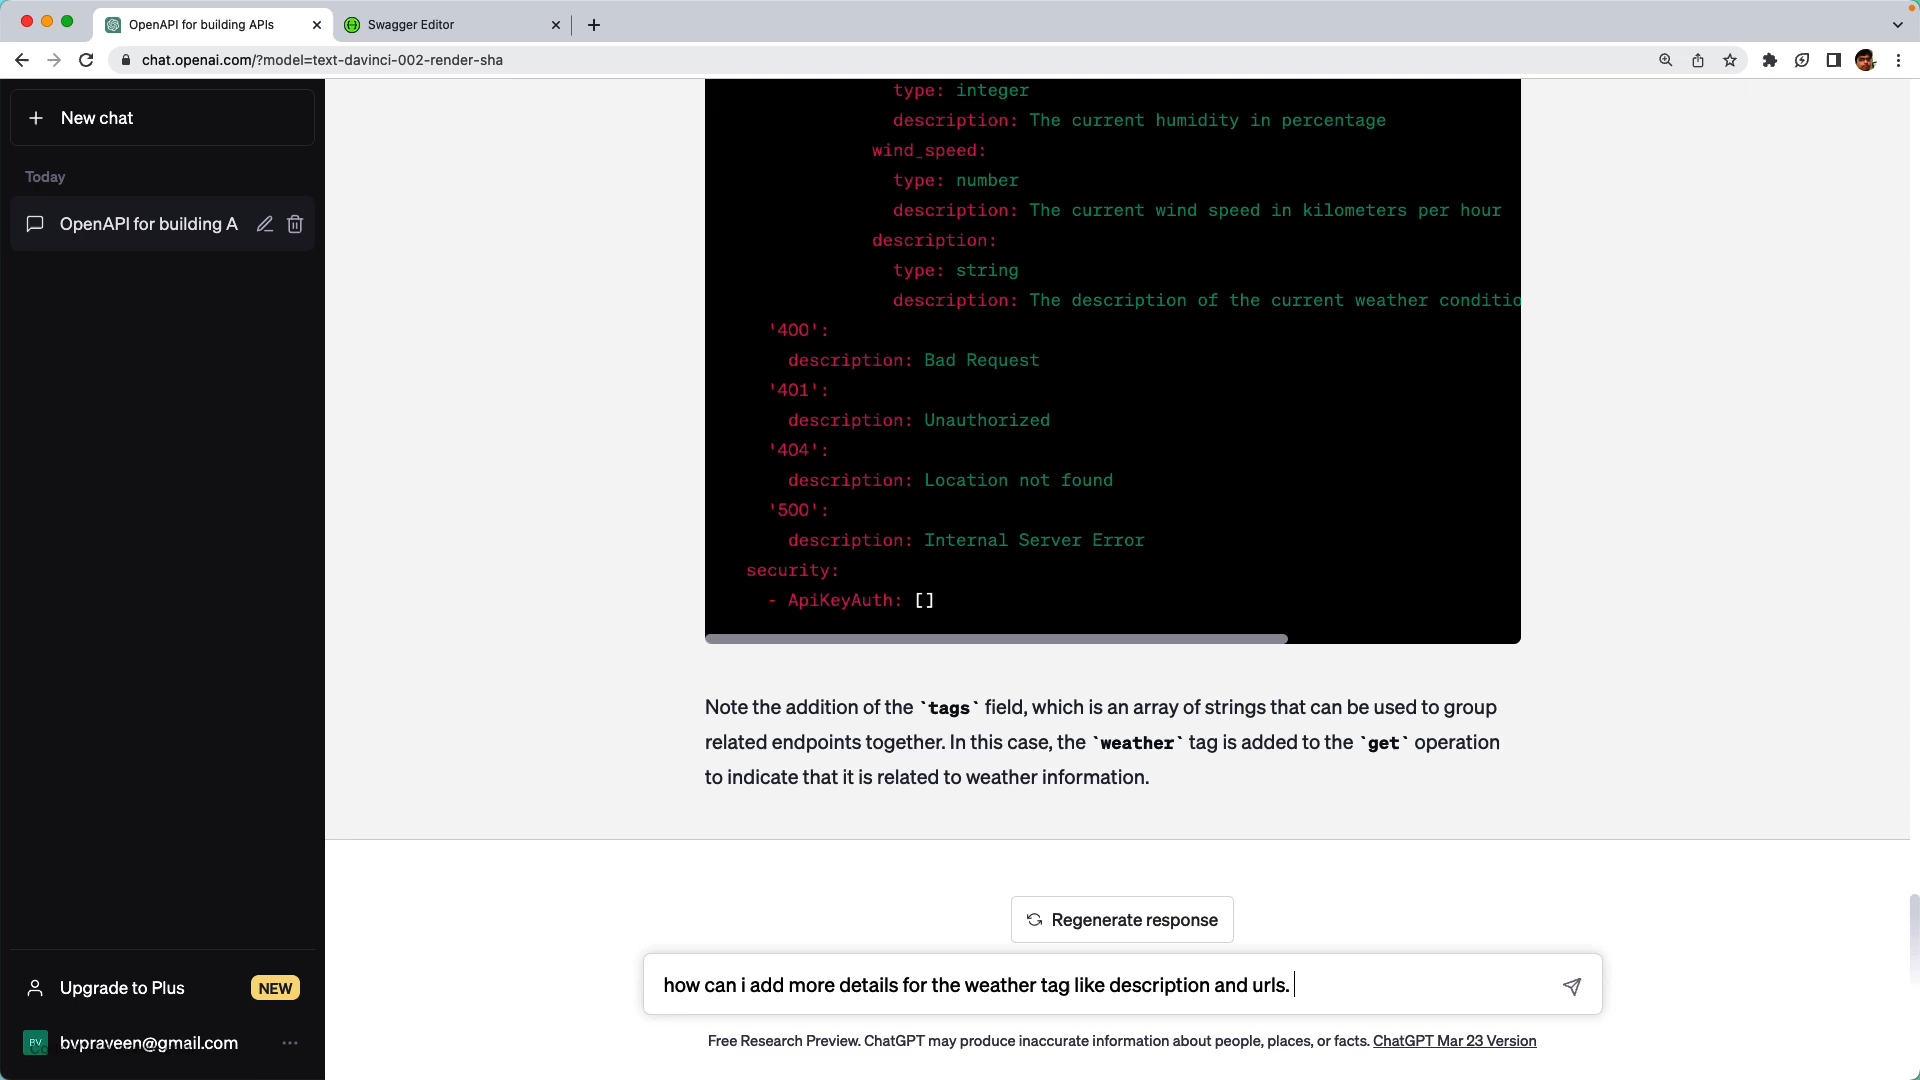 OpenAPI for building APIs
Swagger Editor
chat.openai.com/?model=text-davinci-002-render-sha
New chat
Today
OpenAPI for building A
type: integer
description: The current humidity in percentage
wind_speed:
type: number
description: The current wind speed in kilometers per hour
description:
type: string
description: The description of the current weather conditio
'400':
description: Bad Request
'401':
description: Unauthorized
'404':
description: Location not found
'500':
description: Internal Server Error
security:
- ApiKeyAuth: []
Note the addition of the `tags` field, which is an array of strings that can be used to group
related endpoints together. In this case, the `weather` tag is added to the `get` operation
to indicate that it is related to weather information.
Regenerate response
how can i add more details for the weather tag like description and urls.
Free Research Preview. ChatGPT may produce inaccurate information about people, places, or facts. ChatGPT Mar 23 Version
Upgrade to Plus NEW
BV bvpraveen@gmail.com